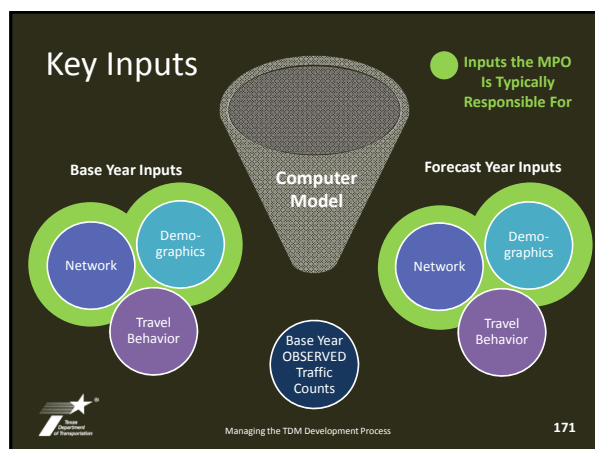 Key Inputs
Inputs the MPO
Is Typically
Responsible For
Base Year Inputs
Computer
Model
Forecast Year Inputs
Network
Demo-
graphics
Travel
Behavior
Network
Demo-
graphics
Travel
Behavior
Base Year
OBSERVED
Traffic
Counts
®
Texas
Department
of Transportation
Managing the TDM Development Process
171